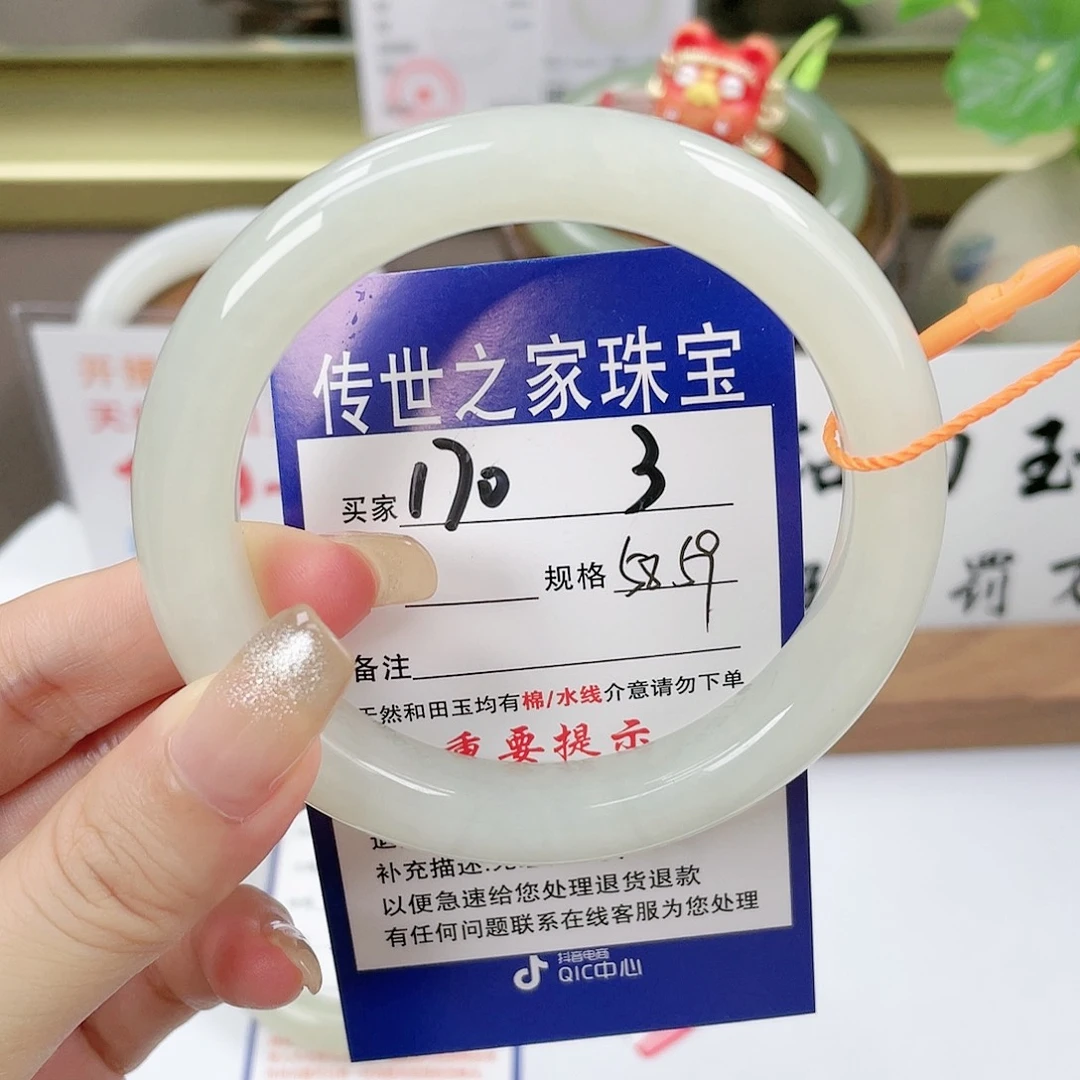 传世之家珠宝
买家 170 3
规格 58.59
备注
天然和田玉均有棉/水线介意请勿下单
重要提示
补充描述:
以便急速给您处理退货退款
有任何问题联系在线客服为您处理
抖音电商
QIC中心
玉
罚